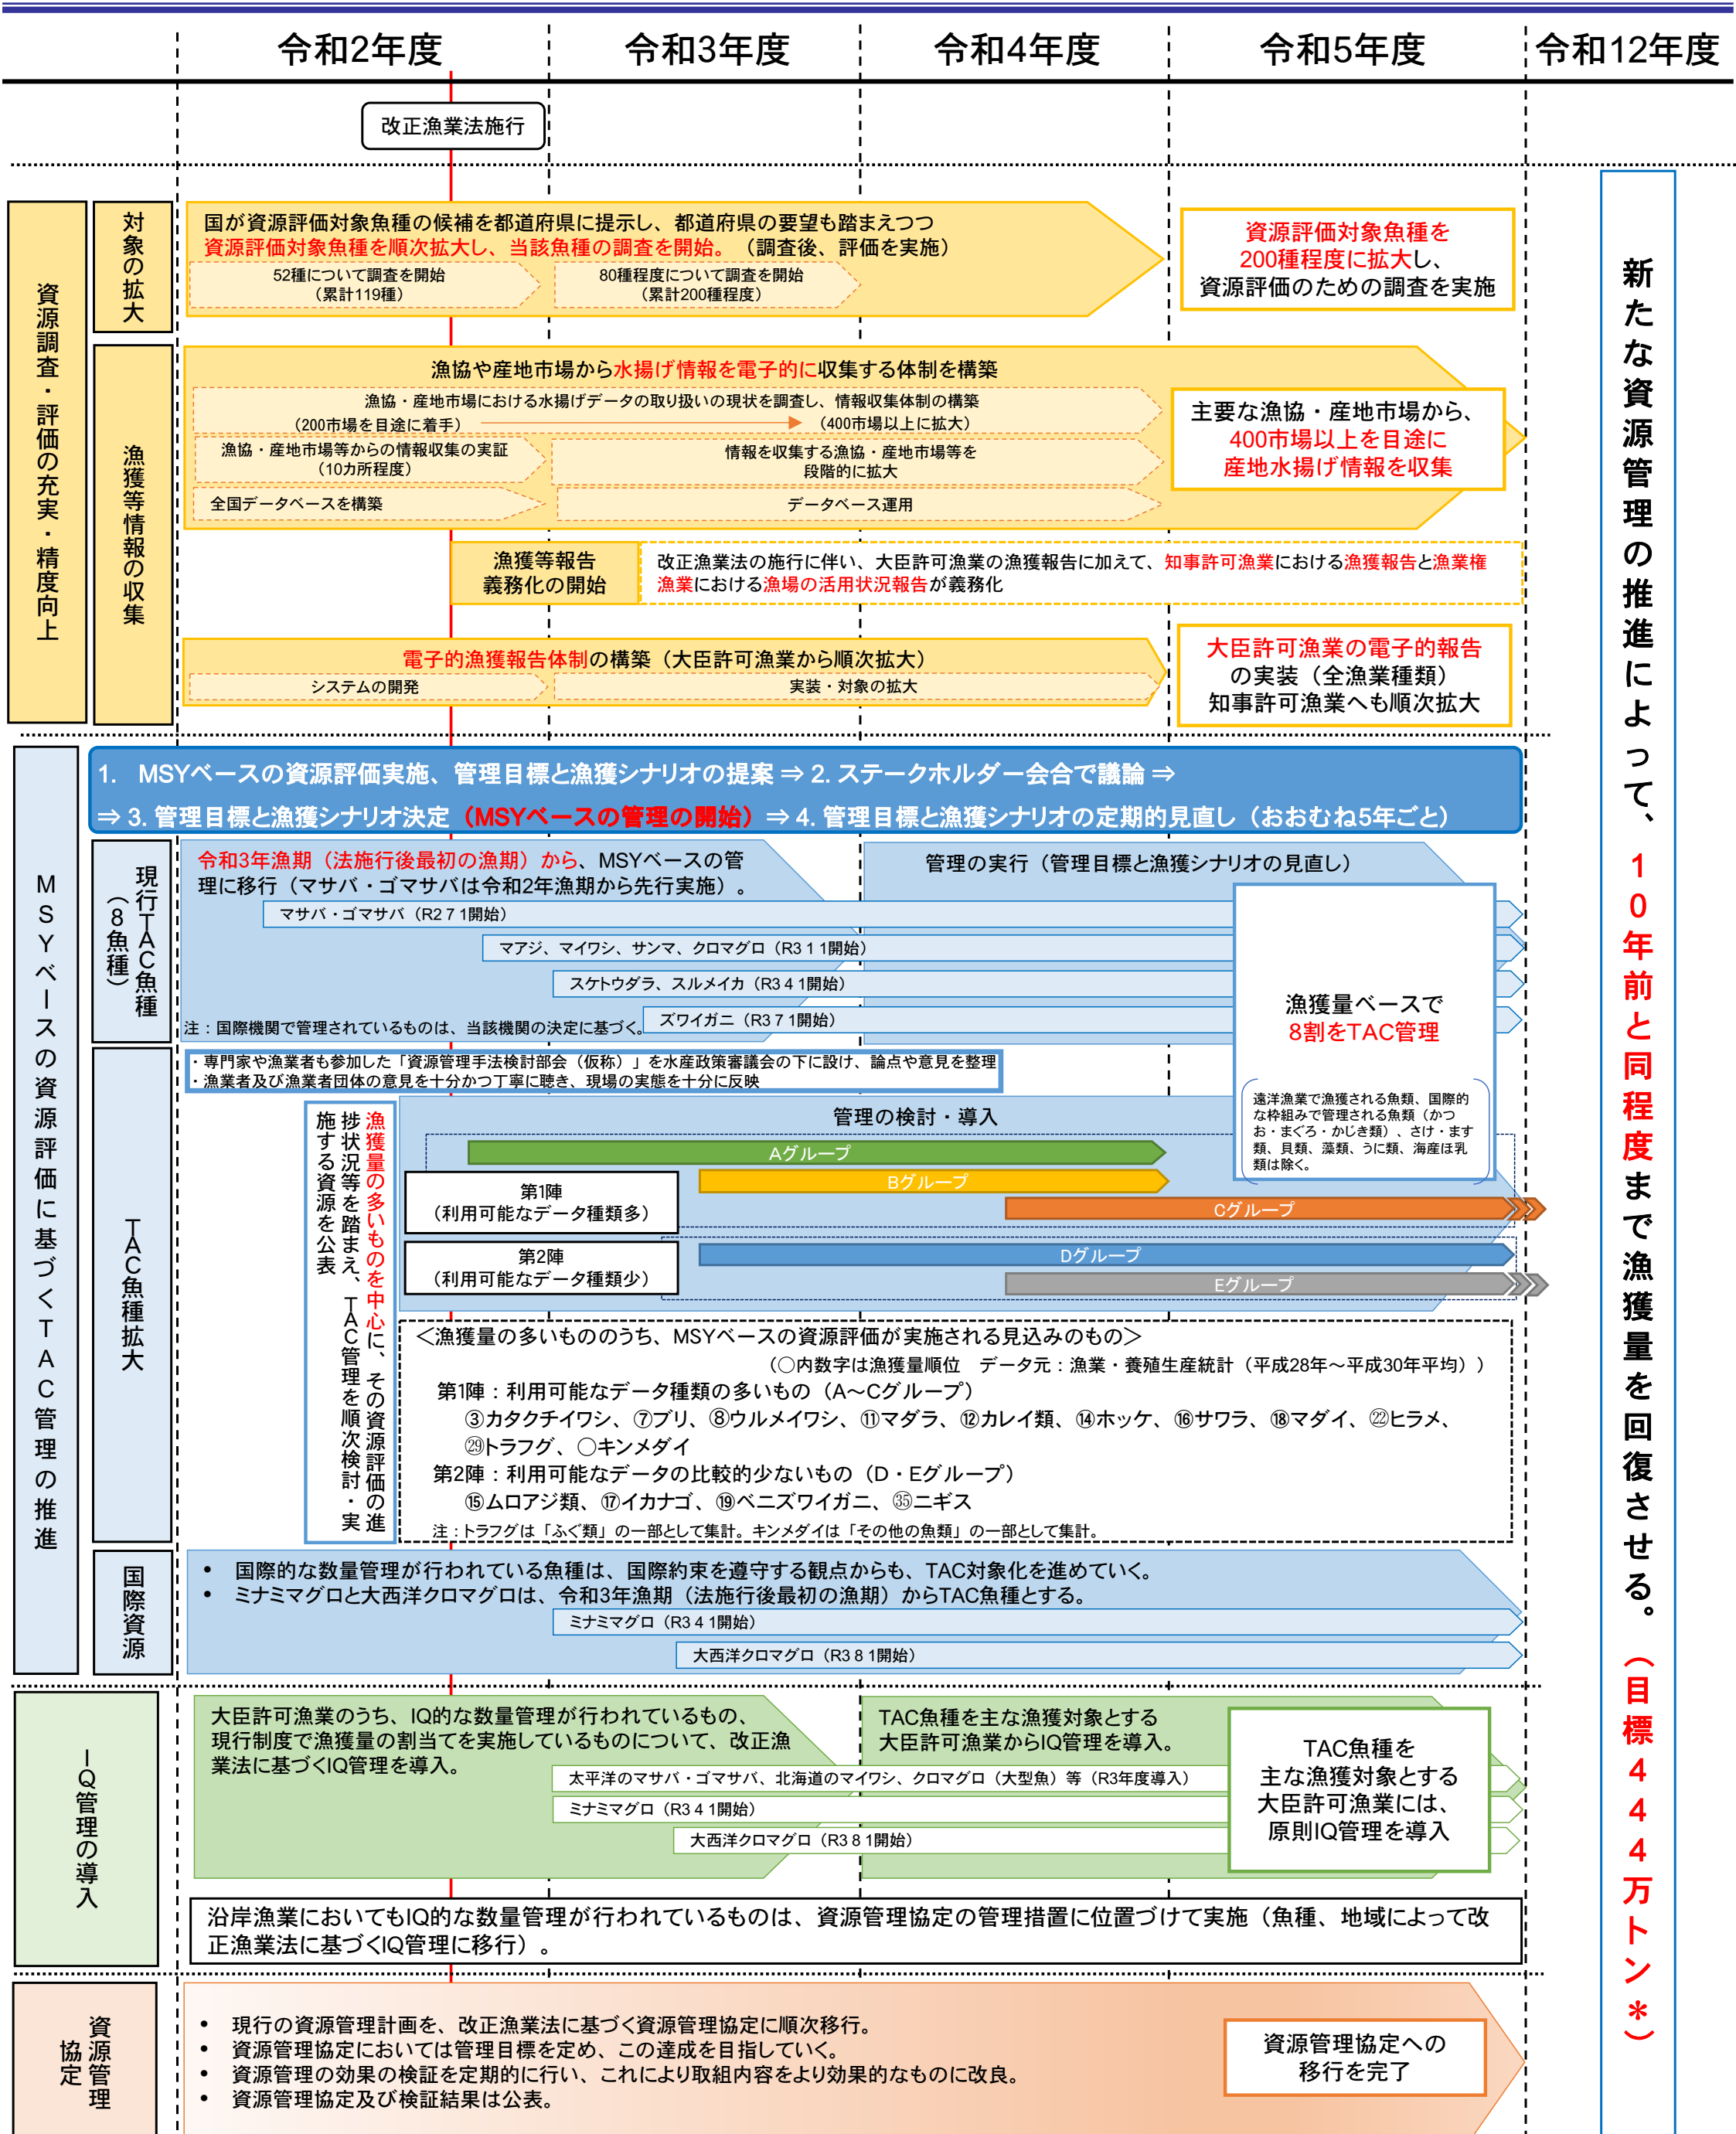 令和2年度
令和3年度
令和4年度
令和5年度
令和12年度
改正漁業法施行
資源調査・評価の充実・精度向上
対象の拡大
国が資源評価対象魚種の候補を都道府県に提示し、都道府県の要望も踏まえつつ
資源評価対象魚種を順次拡大し、当該魚種の調査を開始。（調査後、評価を実施）
52種について調査を開始
（累計119種）
80種程度について調査を開始
（累計200種程度）
資源評価対象魚種を
200種程度に拡大し、
資源評価のための調査を実施
漁獲等情報の収集
漁協や産地市場から水揚げ情報を電子的に収集する体制を構築
漁協・産地市場における水揚げデータの取り扱いの現状を調査し、情報収集体制の構築
（200市場を目途に着手）
（400市場以上に拡大）
漁協・産地市場等からの情報収集の実証
（10カ所程度）
情報を収集する漁協・産地市場等を
段階的に拡大
全国データベースを構築
データベース運用
主要な漁協・産地市場から、
400市場以上を目途に
産地水揚げ情報を収集
漁獲等報告
義務化の開始
改正漁業法の施行に伴い、大臣許可漁業の漁獲報告に加えて、知事許可漁業における漁獲報告と漁業権
漁業における漁場の活用状況報告が義務化
電子的漁獲報告体制の構築（大臣許可漁業から順次拡大）
システムの開発
実装・対象の拡大
大臣許可漁業の電子的報告
の実装（全漁業種類）
知事許可漁業へも順次拡大
MSYベースの資源評価に基づくTAC管理の推進
1. MSYベースの資源評価実施、管理目標と漁獲シナリオの提案 ⇒ 2. ステークホルダー会合で議論 ⇒
⇒ 3. 管理目標と漁獲シナリオ決定（MSYベースの管理の開始）⇒ 4. 管理目標と漁獲シナリオの定期的見直し（おおむね5年ごと）
現行TAC魚種
（8魚種）
令和3年漁期（法施行後最初の漁期）から、MSYベースの管
理に移行（マサバ・ゴマサバは令和2年漁期から先行実施）。
管理の実行（管理目標と漁獲シナリオの見直し）
マサバ・ゴマサバ（R2 7 1開始）
マアジ、マイワシ、サンマ、クロマグロ（R3 1 1開始）
スケトウダラ、スルメイカ（R3 4 1開始）
ズワイガニ（R3 7 1開始）
注：国際機関で管理されているものは、当該機関の決定に基づく。
漁獲量ベースで
8割をTAC管理
遠洋漁業で漁獲される魚類、国際的
な枠組みで管理される魚類（かつ
お・まぐろ・かじき類）、さけ・ます
類、貝類、藻類、うに類、海産ほ乳
類は除く。
TAC魚種拡大
・専門家や漁業者も参加した「資源管理手法検討部会（仮称）」を水産政策審議会の下に設け、論点や意見を整理
・漁業者及び漁業者団体の意見を十分かつ丁寧に聴き、現場の実態を十分に反映
漁獲量の多いものを中心に、その資源評価の進
捗状況等を踏まえ、TAC管理を順次検討・実
施する資源を公表
管理の検討・導入
Aグループ
Bグループ
Cグループ
Dグループ
Eグループ
第1陣
（利用可能なデータ種類多）
第2陣
（利用可能なデータ種類少）
＜漁獲量の多いもののうち、MSYベースの資源評価が実施される見込みのもの＞
（〇内数字は漁獲量順位　データ元：漁業・養殖生産統計（平成28年～平成30年平均））
第1陣：利用可能なデータ種類の多いもの（A～Cグループ）
③カタクチイワシ、⑦ブリ、⑧ウルメイワシ、⑪マダラ、⑫カレイ類、⑭ホッケ、⑯サワラ、⑱マダイ、㉒ヒラメ、
㉙トラフグ、〇キンメダイ
第2陣：利用可能なデータの比較的少ないもの（D・Eグループ）
⑮ムロアジ類、⑰イカナゴ、⑲ベニズワイガニ、㉟ニギス
注：トラフグは「ふぐ類」の一部として集計。キンメダイは「その他の魚類」の一部として集計。
国際資源
• 国際的な数量管理が行われている魚種は、国際約束を遵守する観点からも、TAC対象化を進めていく。
• ミナミマグロと大西洋クロマグロは、令和3年漁期（法施行後最初の漁期）からTAC魚種とする。
ミナミマグロ（R3 4 1開始）
大西洋クロマグロ（R3 8 1開始）
IQ管理の導入
大臣許可漁業のうち、IQ的な数量管理が行われているもの、
現行制度で漁獲量の割当てを実施しているものについて、改正漁
業法に基づくIQ管理を導入。
TAC魚種を主な漁獲対象とする
大臣許可漁業からIQ管理を導入。
太平洋のマサバ・ゴマサバ、北海道のマイワシ、クロマグロ（大型魚）等（R3年度導入）
ミナミマグロ（R3 4 1開始）
大西洋クロマグロ（R3 8 1開始）
TAC魚種を
主な漁獲対象とする
大臣許可漁業には、
原則IQ管理を導入
沿岸漁業においてもIQ的な数量管理が行われているものは、資源管理協定の管理措置に位置づけて実施（魚種、地域によって改
正漁業法に基づくIQ管理に移行）。
資源管理
協定
• 現行の資源管理計画を、改正漁業法に基づく資源管理協定に順次移行。
• 資源管理協定においては管理目標を定め、この達成を目指していく。
• 資源管理の効果の検証を定期的に行い、これにより取組内容をより効果的なものに改良。
• 資源管理協定及び検証結果は公表。
資源管理協定への
移行を完了
新たな資源管理の推進によって、10年前と同程度まで漁獲量を回復させる。（目標444万トン＊）